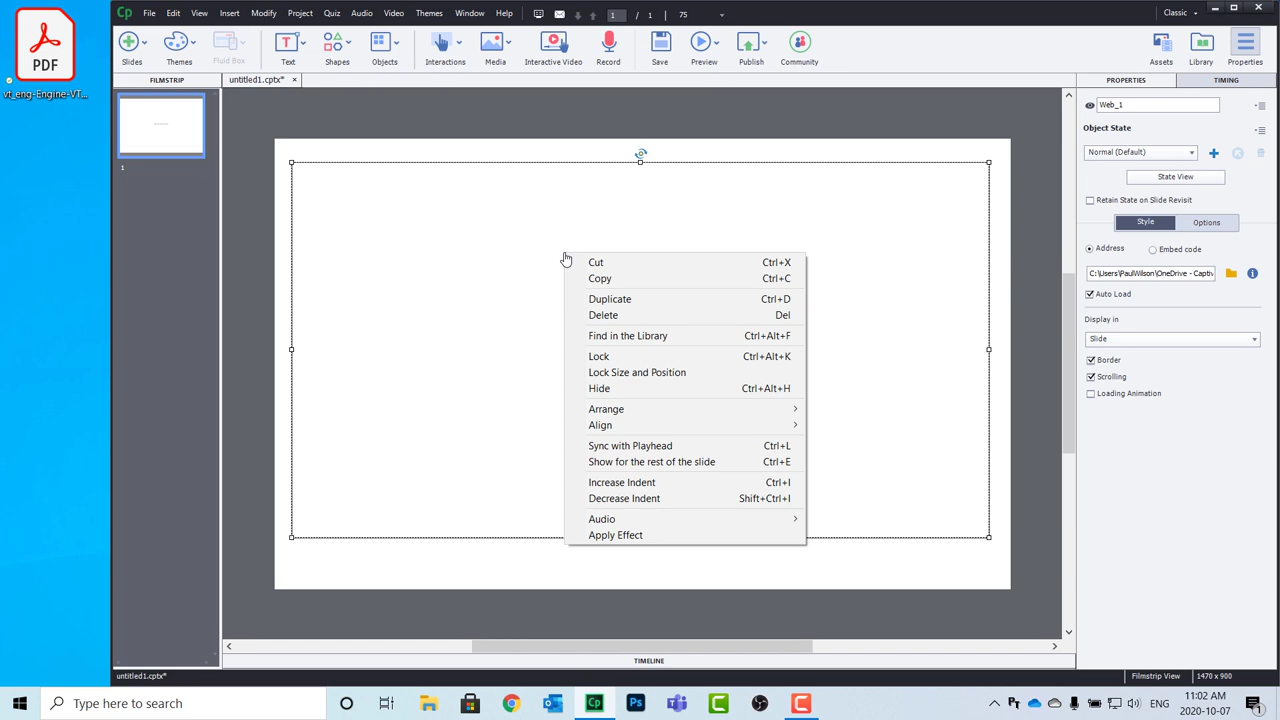 PDF
vt_eng-Engine-VT...
Cp File Edit View Insert Modify Project Quiz Audio Video Themes Window Help 1 / 1 75 Classic
Slides Themes Fluid Box Text Shapes Objects Interactions Media Interactive Video Record Save Preview Publish Community Assets Library Properties
FILMSTRIP
untitled1.cptx* ×
PROPERTIES TIMING
1
Web_1
Object State
Normal (Default)
State View
Retain State on Slide Revisit
Style Options
Address Embed code
C:\Users\PaulWilson\OneDrive - Captiv
Auto Load
Display in
Slide
Border
Scrolling
Loading Animation
Cut Ctrl+X
Copy Ctrl+C
Duplicate Ctrl+D
Delete Del
Find in the Library Ctrl+Alt+F
Lock Ctrl+Alt+K
Lock Size and Position
Hide Ctrl+Alt+H
Arrange
Align
Sync with Playhead Ctrl+L
Show for the rest of the slide Ctrl+E
Increase Indent Ctrl+I
Decrease Indent Shift+Ctrl+I
Audio
Apply Effect
TIMELINE
untitled1.cptx* Filmstrip View 1470 x 900
Type here to search
Cp Ps
ENG
11:02 AM
2020-10-07
1